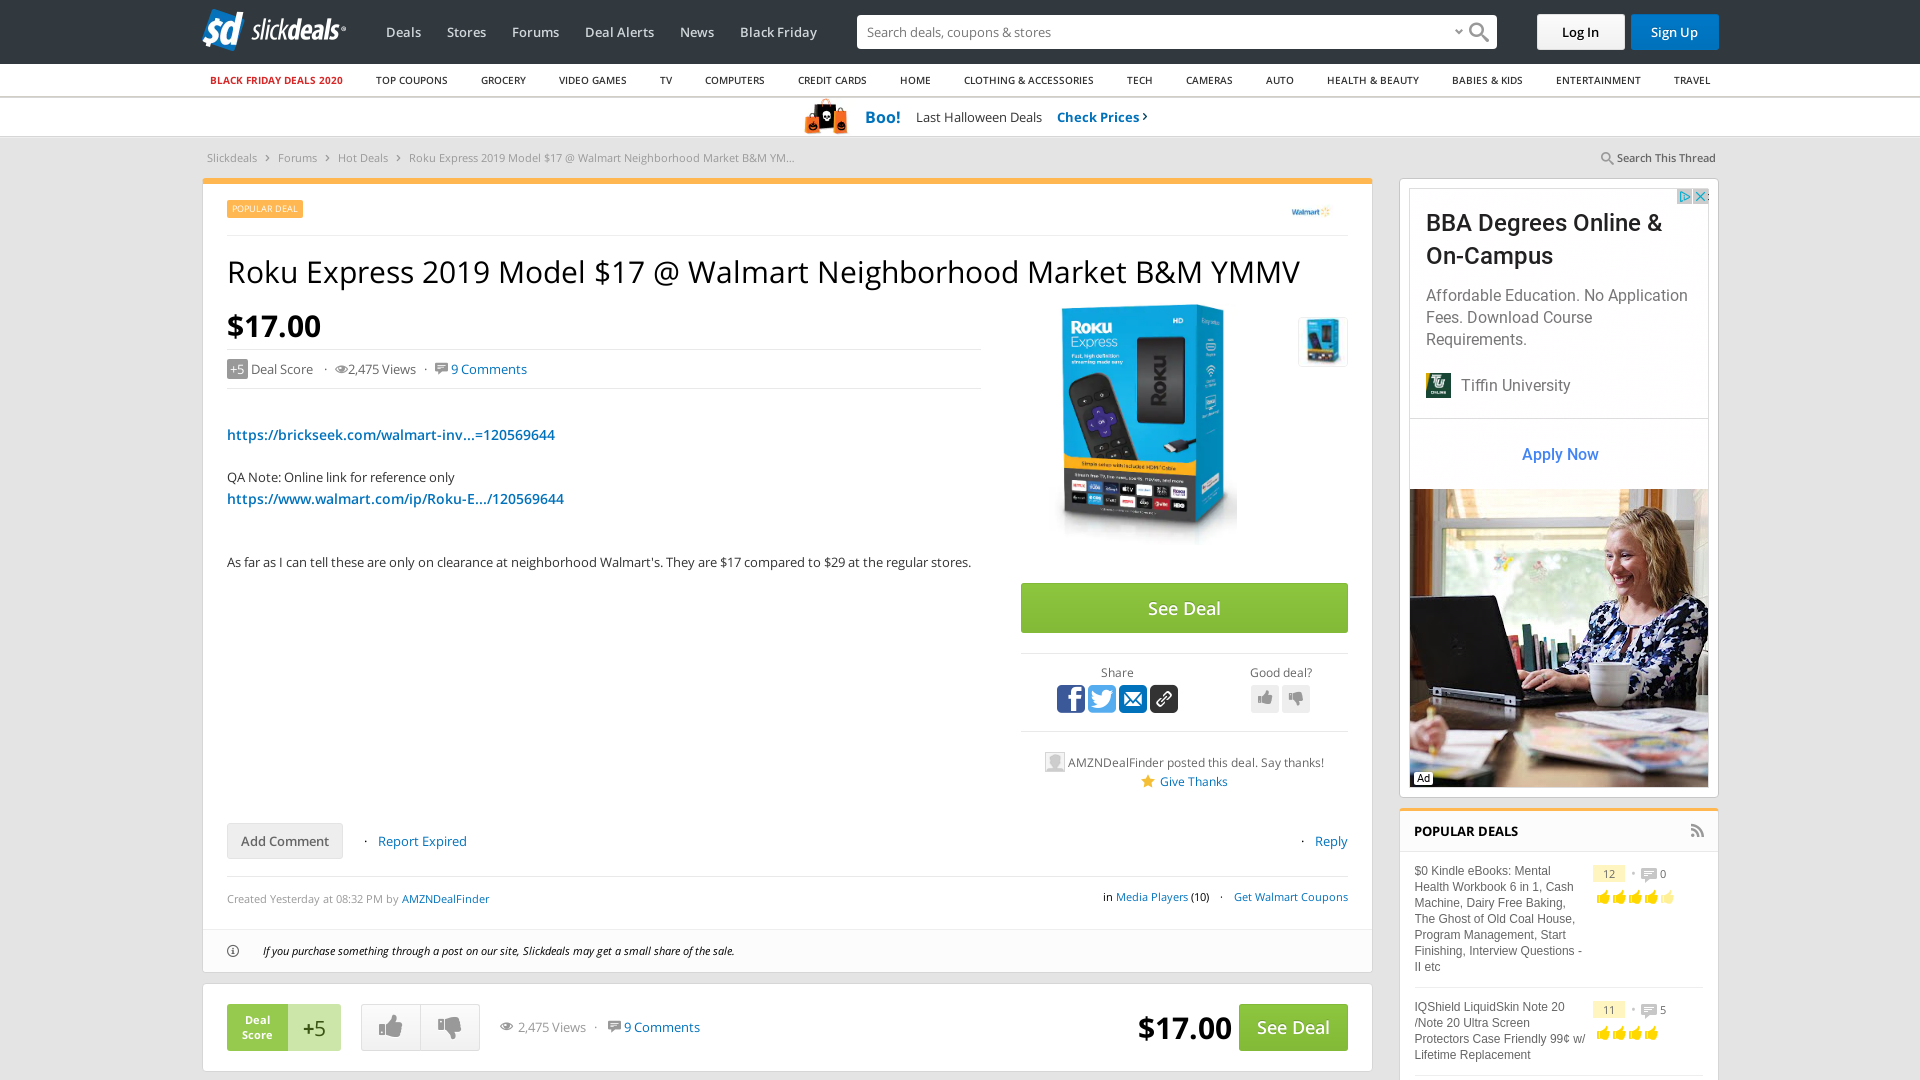 sd slickdeals
Deals Stores Forums Deal Alerts News Black Friday
Search deals, coupons & shopping
Log In
Sign Up
BLACK FRIDAY DEALS 2020 TOP COUPONS GROCERY VIDEO GAMES TV COMPUTERS CREDIT CARDS HOME CLOTHING & ACCESSORIES TECH CAMERAS AUTO HEALTH & BEAUTY BABIES & KIDS ENTERTAINMENT TRAVEL
Boo! Last Halloween Deals Check Prices
Slickdeals Forums Hot Deals Roku Express 2019 Model $17 @ Walmart Neighborhood Market B&M YM...
Search This Thread
POPULAR DEAL
Walmart
Roku Express 2019 Model $17 @ Walmart Neighborhood Market B&M YMMV
$17.00
+5 Deal Score · 2,475 Views · 9 Comments
https://brickseek.com/walmart-inv...=120569644
QA Note: Online link for reference only
https://www.walmart.com/ip/Roku-E.../120569644
As far as I can tell these are only on clearance at neighborhood Walmart's. They are $17 compared to $29 at the regular stores.
Roku
Express
HD
Fast, high definition
streaming made easy
Roku
See Deal
Share
Good deal?
AMZNDealFinder posted this deal. Say thanks!
Give Thanks
Add Comment · Report Expired
· Reply
Created Yesterday at 08:32 PM by AMZNDealFinder
in Media Players (10) · Get Walmart Coupons
If you purchase something through a post on our site, Slickdeals may get a small share of the sale.
Deal
Score
+5
2,475 Views · 9 Comments
$17.00
See Deal
BBA Degrees Online &
On-Campus
Affordable Education. No Application
Fees. Download Course
Requirements.
Tiffin University
Apply Now
Ad
POPULAR DEALS
$0 Kindle eBooks: Mental
Health Workbook 6 in 1, Cash
Machine, Dairy Free Baking,
The Ghost of Old Coal House,
Program Management, Start
Finishing, Interview Questions -
II etc
12 • 0
IQShield LiquidSkin Note 20
/Note 20 Ultra Screen
Protectors Case Friendly 99¢ w/
Lifetime Replacement
11 • 5